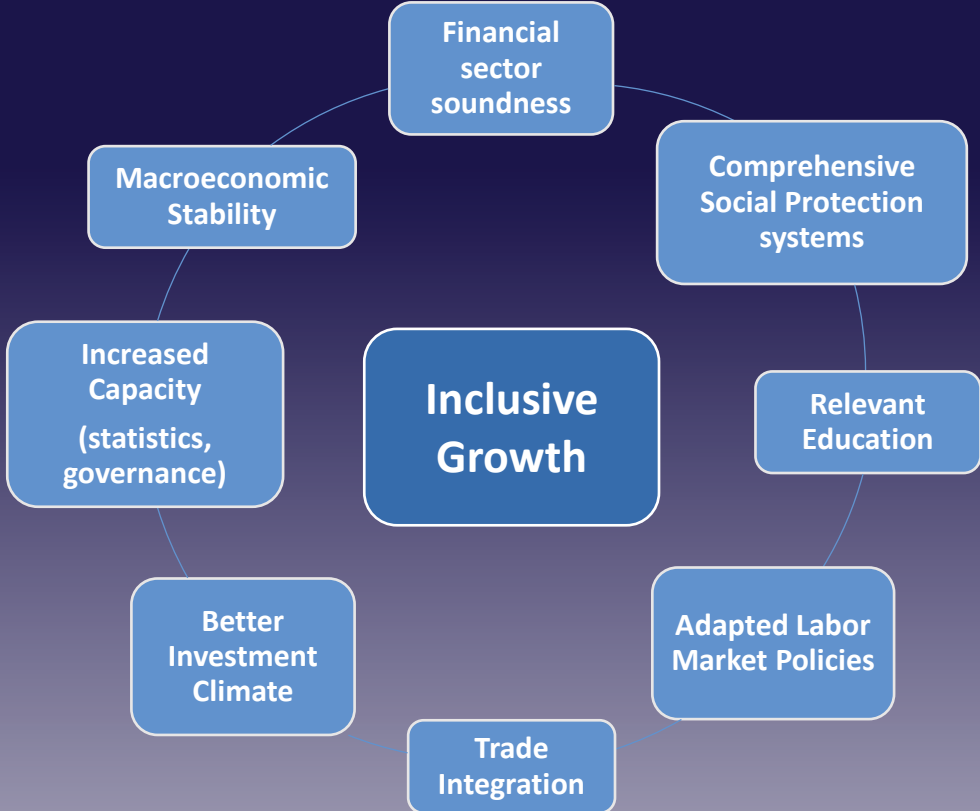 Financial
sector
soundness
Comprehensive
Social Protection
systems
Relevant
Education
Adapted Labor
Market Policies
Trade
Integration
Better
Investment
Climate
Increased
Capacity
(statistics,
governance)
Macroeconomic
Stability
Inclusive
Growth